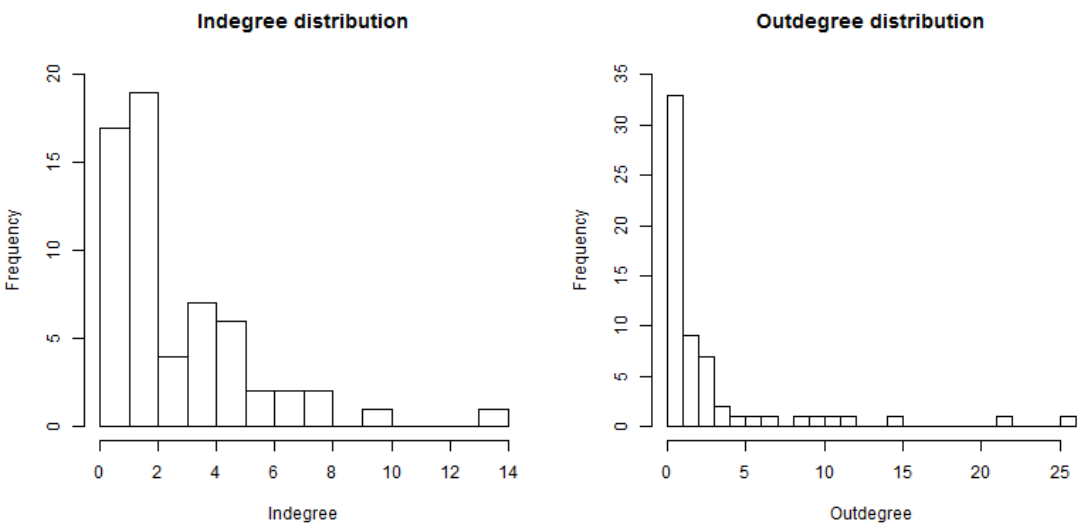 Indegree distribution
Frequency
20
15
10
5
0
0 2 4 6 8 10 12 14
Indegree
Outdegree distribution
Frequency
35
30
25
20
15
10
5
0
0 5 10 15 20 25
Outdegree